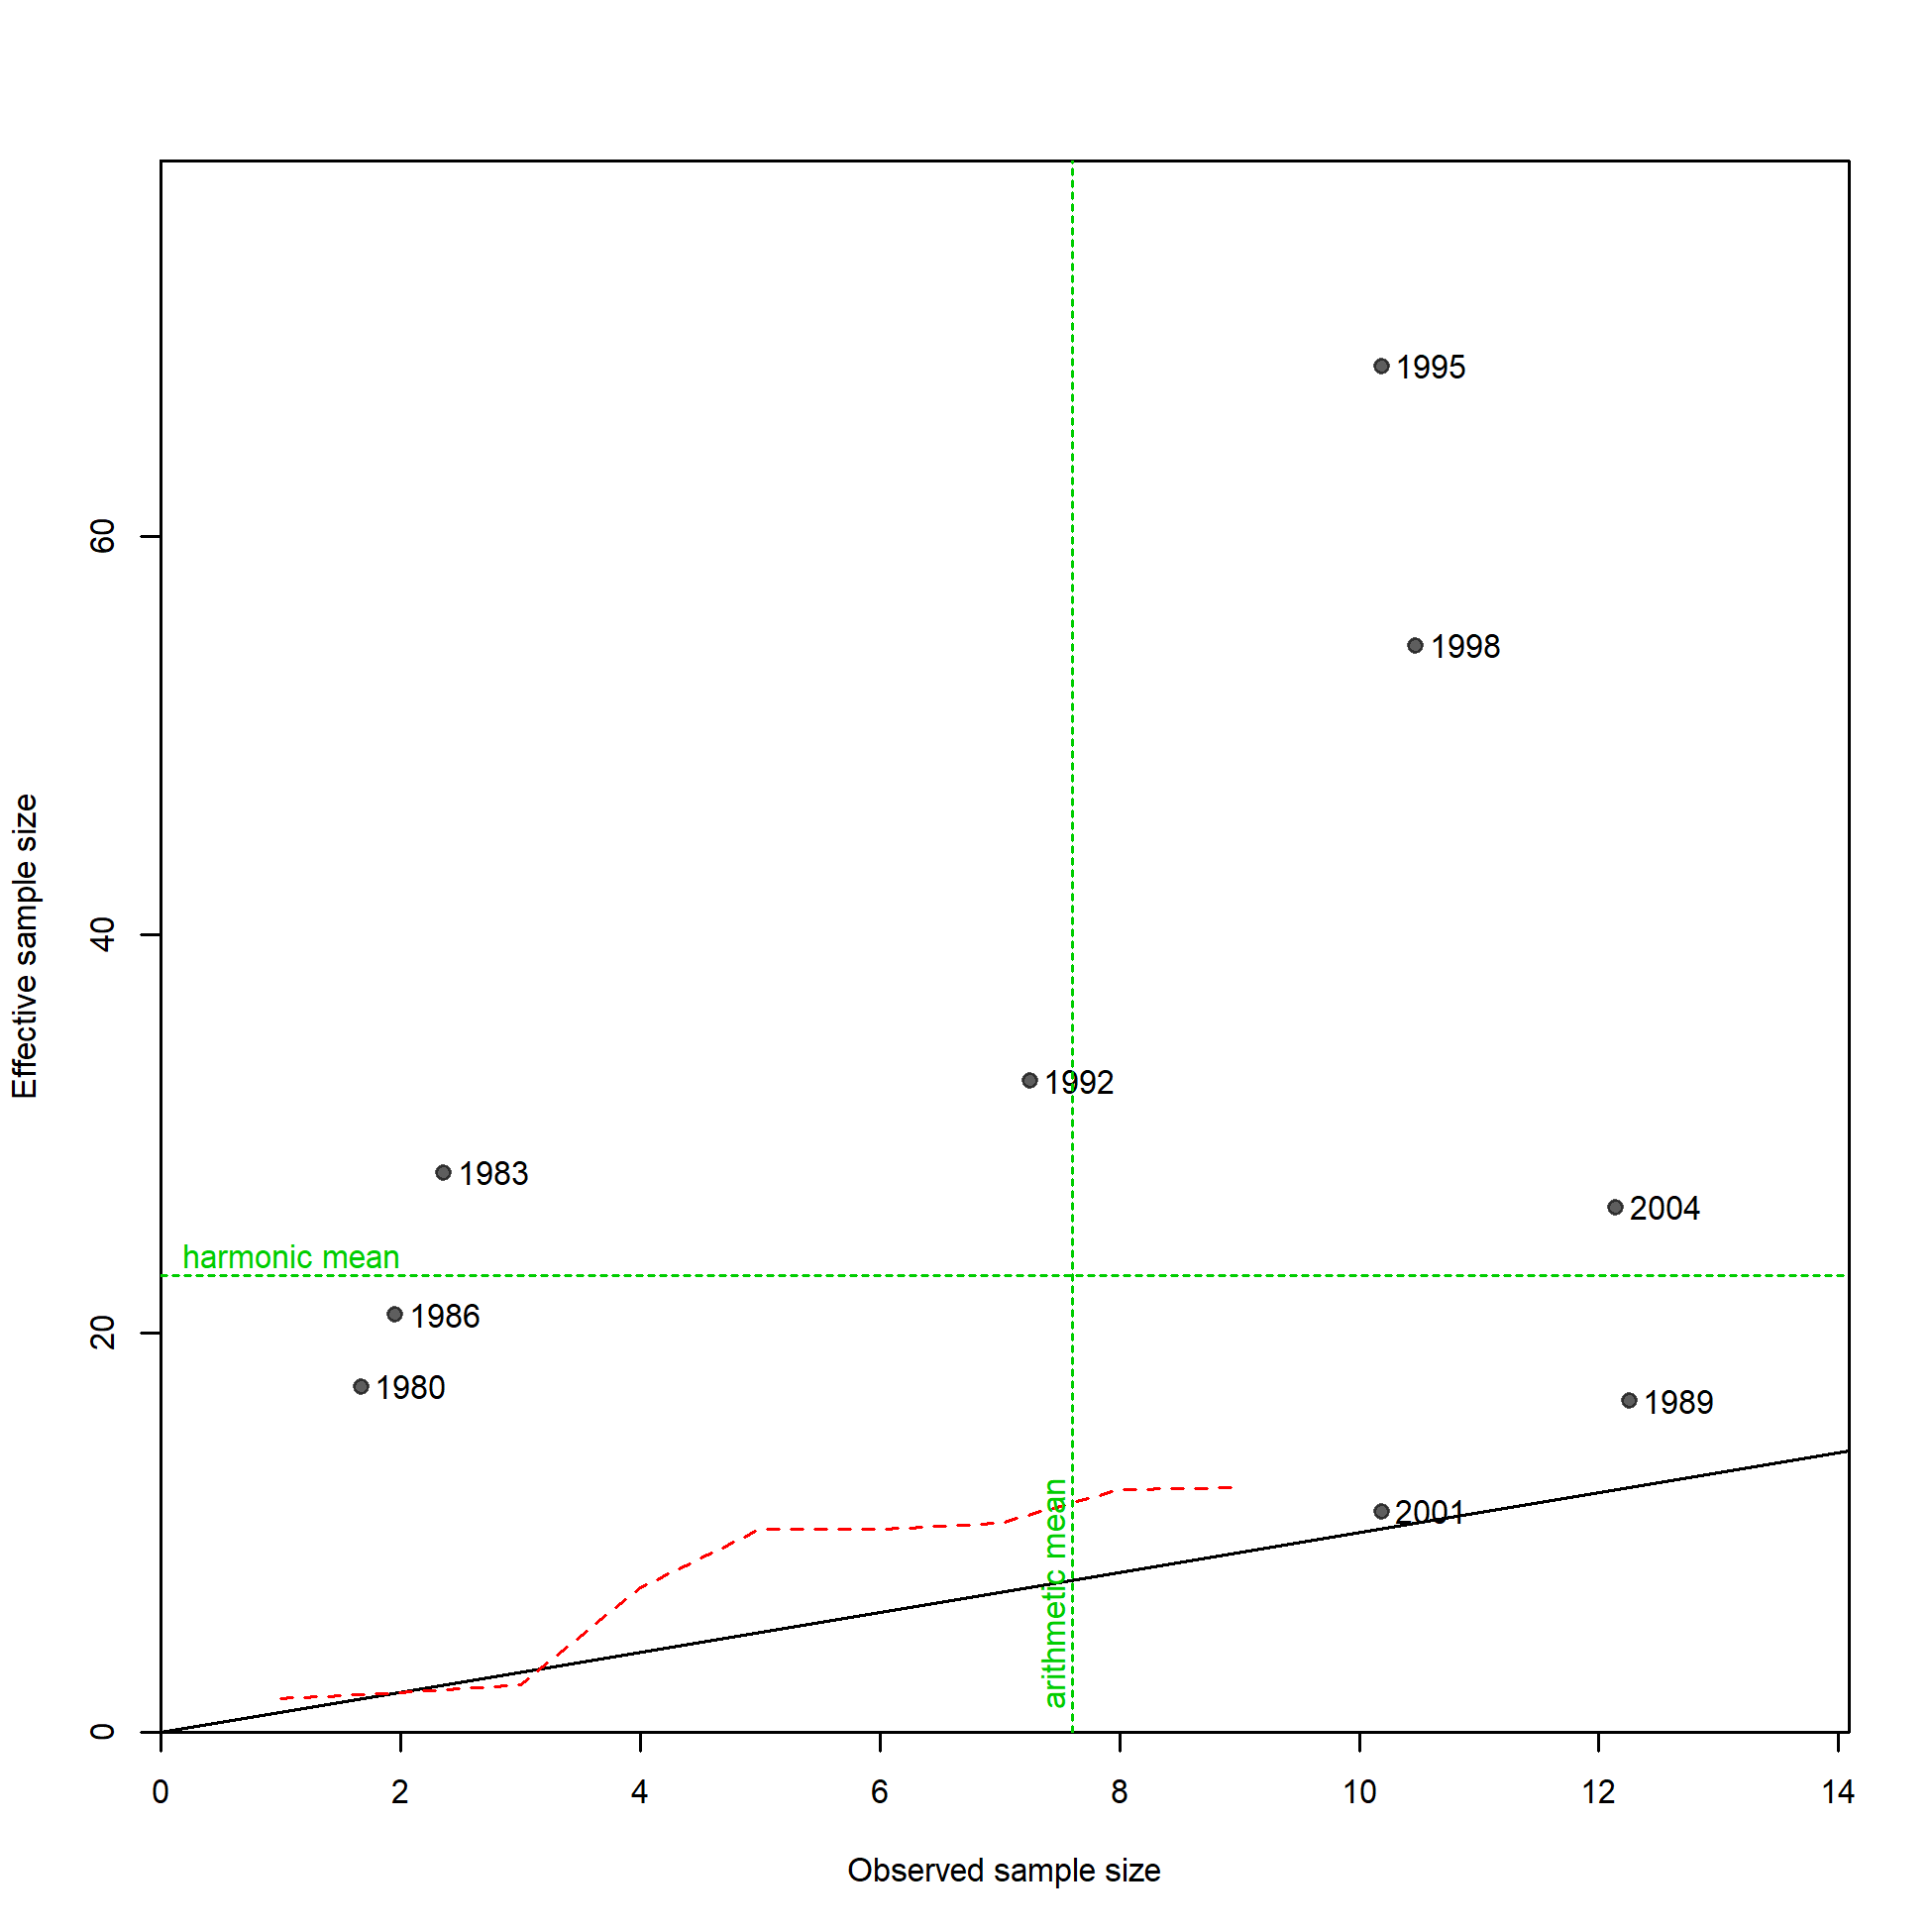 1995
60
1998
Effective sample size
40
1992
1983
2004
harmonic mean
20
1986
1980
1989
arithmetic mean
2001
0
0 2 4 6 8 10 12 14
Observed sample size